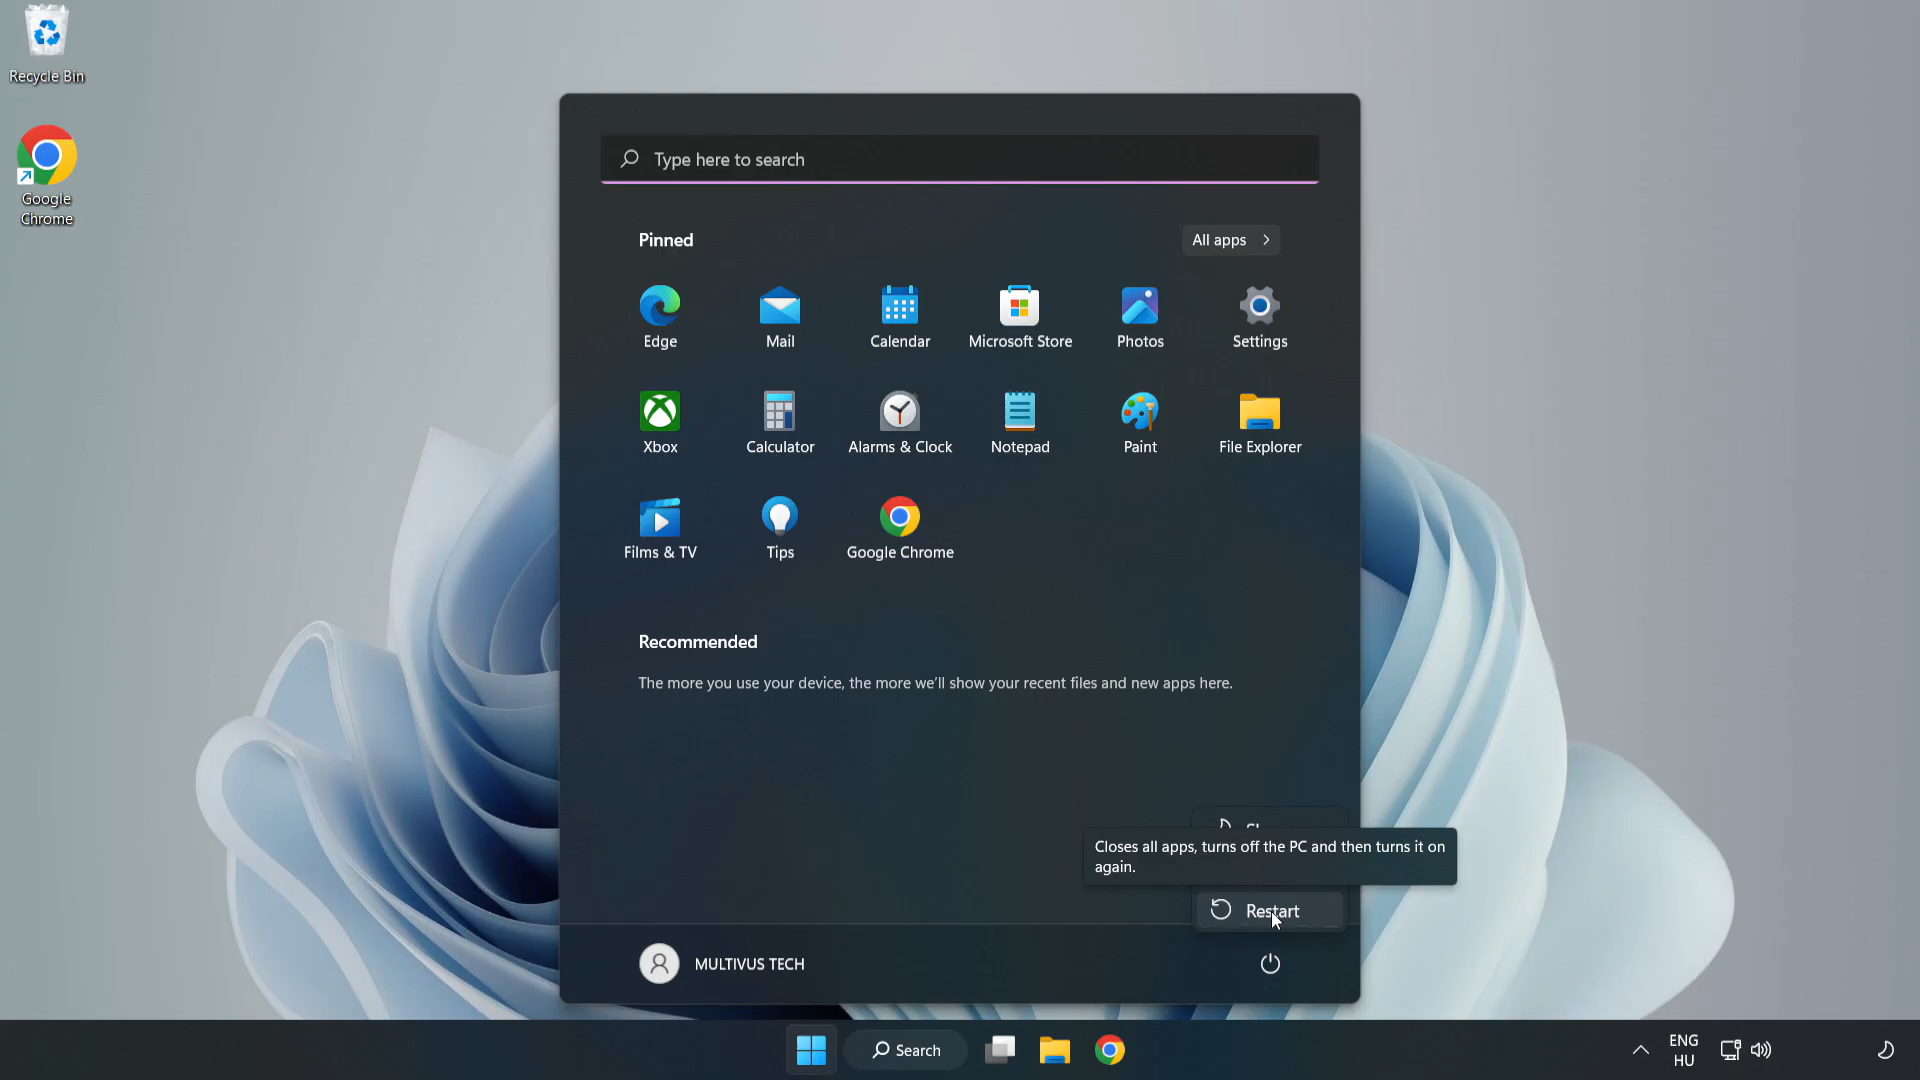 Recycle Bin
Google
Chrome
Type here to search
Pinned
All apps
Edge
Mail
Calendar
Microsoft Store
Photos
Settings
Xbox
Calculator
Alarms & Clock
Notepad
Paint
File Explorer
Films & TV
Tips
Google Chrome
Recommended
The more you use your device, the more we'll show your recent files and new apps here.
Closes all apps, turns off the PC and then turns it on
again.
Restart
MULTIVUS TECH
Search
ENG
HU